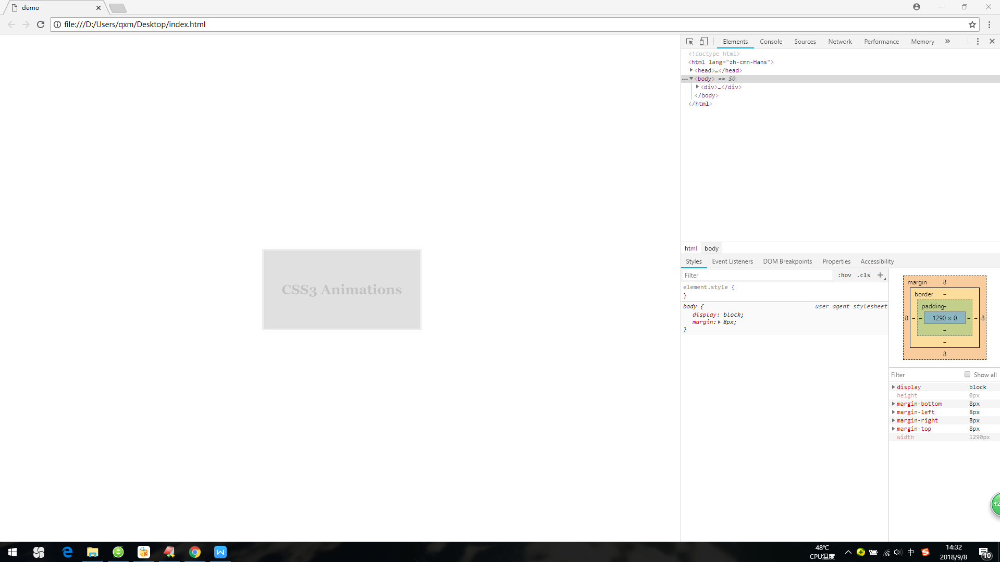 demo
file:///D:/Users/qxm/Desktop/index.html
Elements Console Sources Network Performance Memory
<!doctype html>
<html lang="zh-cmn-Hans">
<head>…</head>
<body> == $0
<div>…</div>
</body>
</html>
CSS3 Animations
html body
Styles Event Listeners DOM Breakpoints Properties Accessibility
Filter :hov .cls +
element.style {
}
body { user agent stylesheet
display: block;
margin: 8px;
}
margin 8
border –
padding –
8 – – 1290 × 0 – – 8
–
–
8
Filter Show all
display block
height 0px
margin-bottom 8px
margin-left 8px
margin-right 8px
margin-top 8px
width 1290px
42
48℃
CPU温度
中
14:32
2018/9/8
10